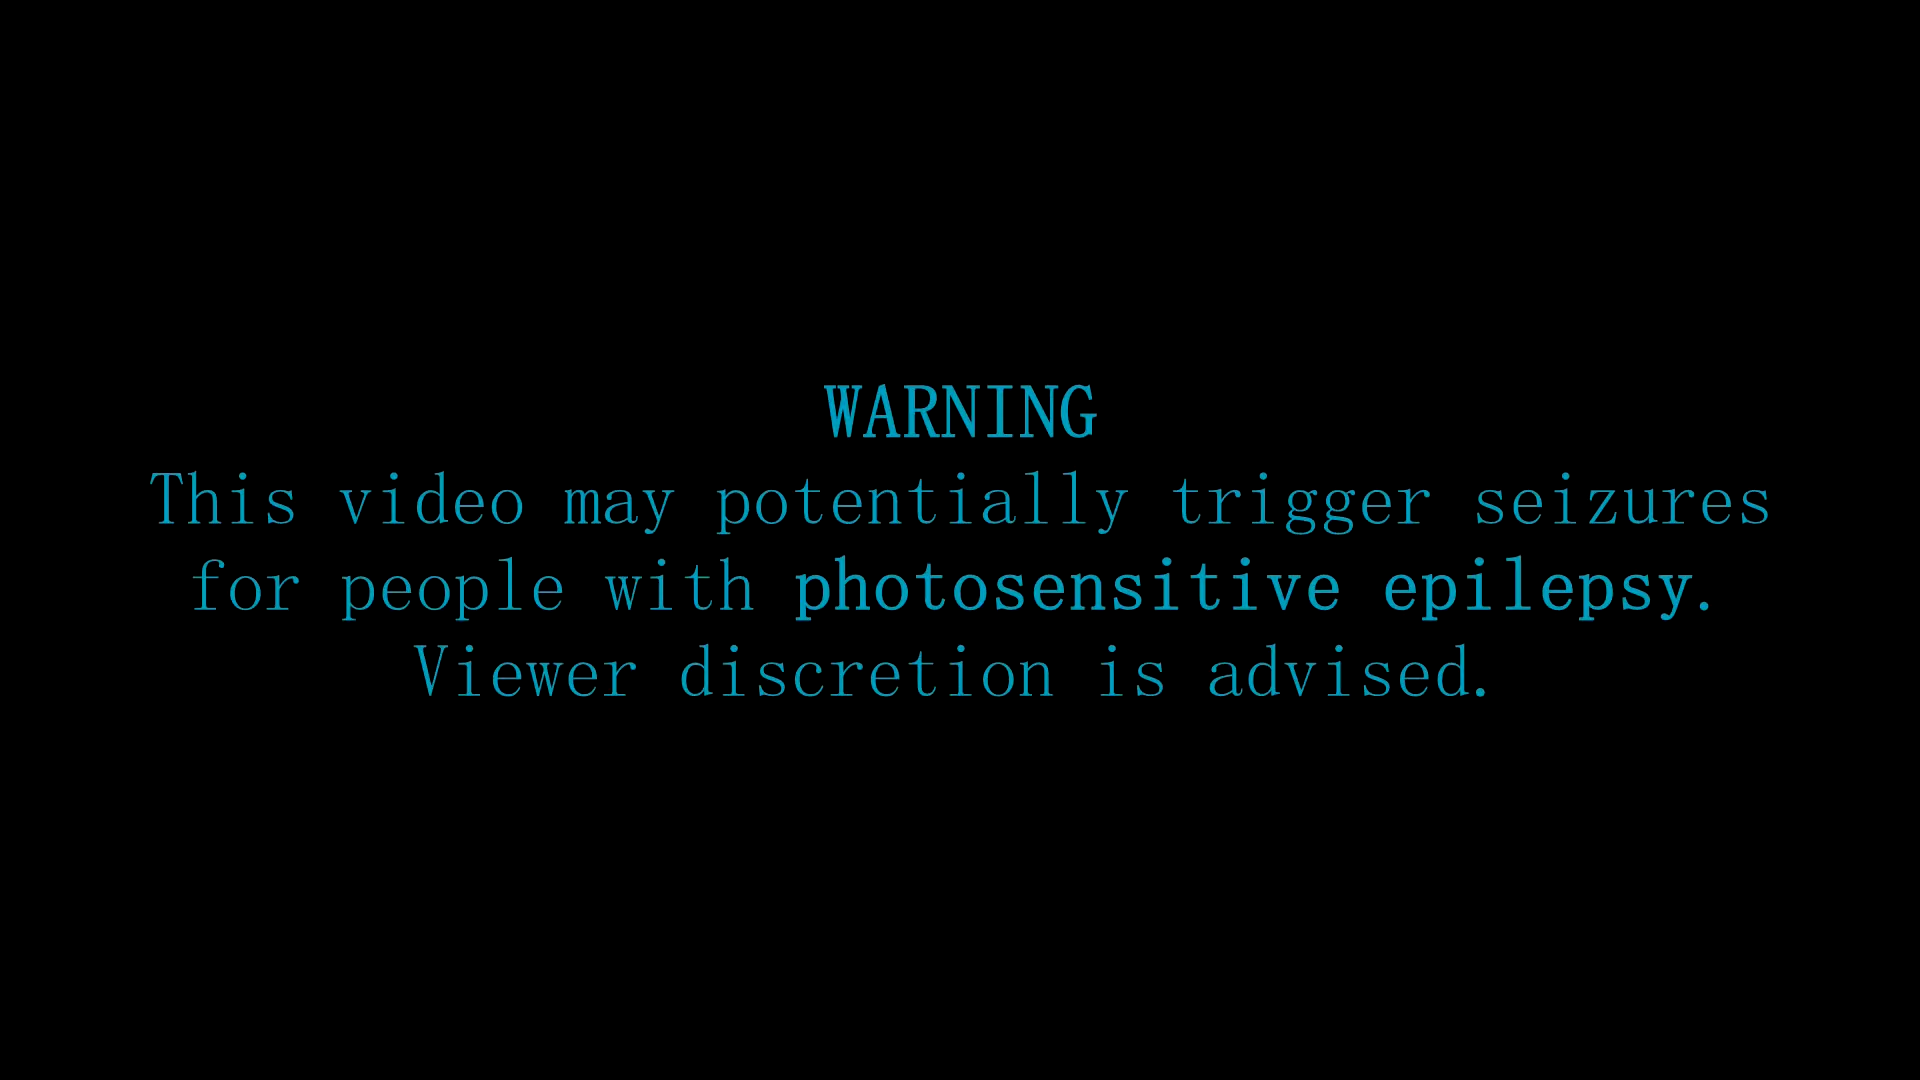 WARNING
This video may potentially trigger seizures
for people with photosensitive epilepsy.
Viewer discretion is advised.